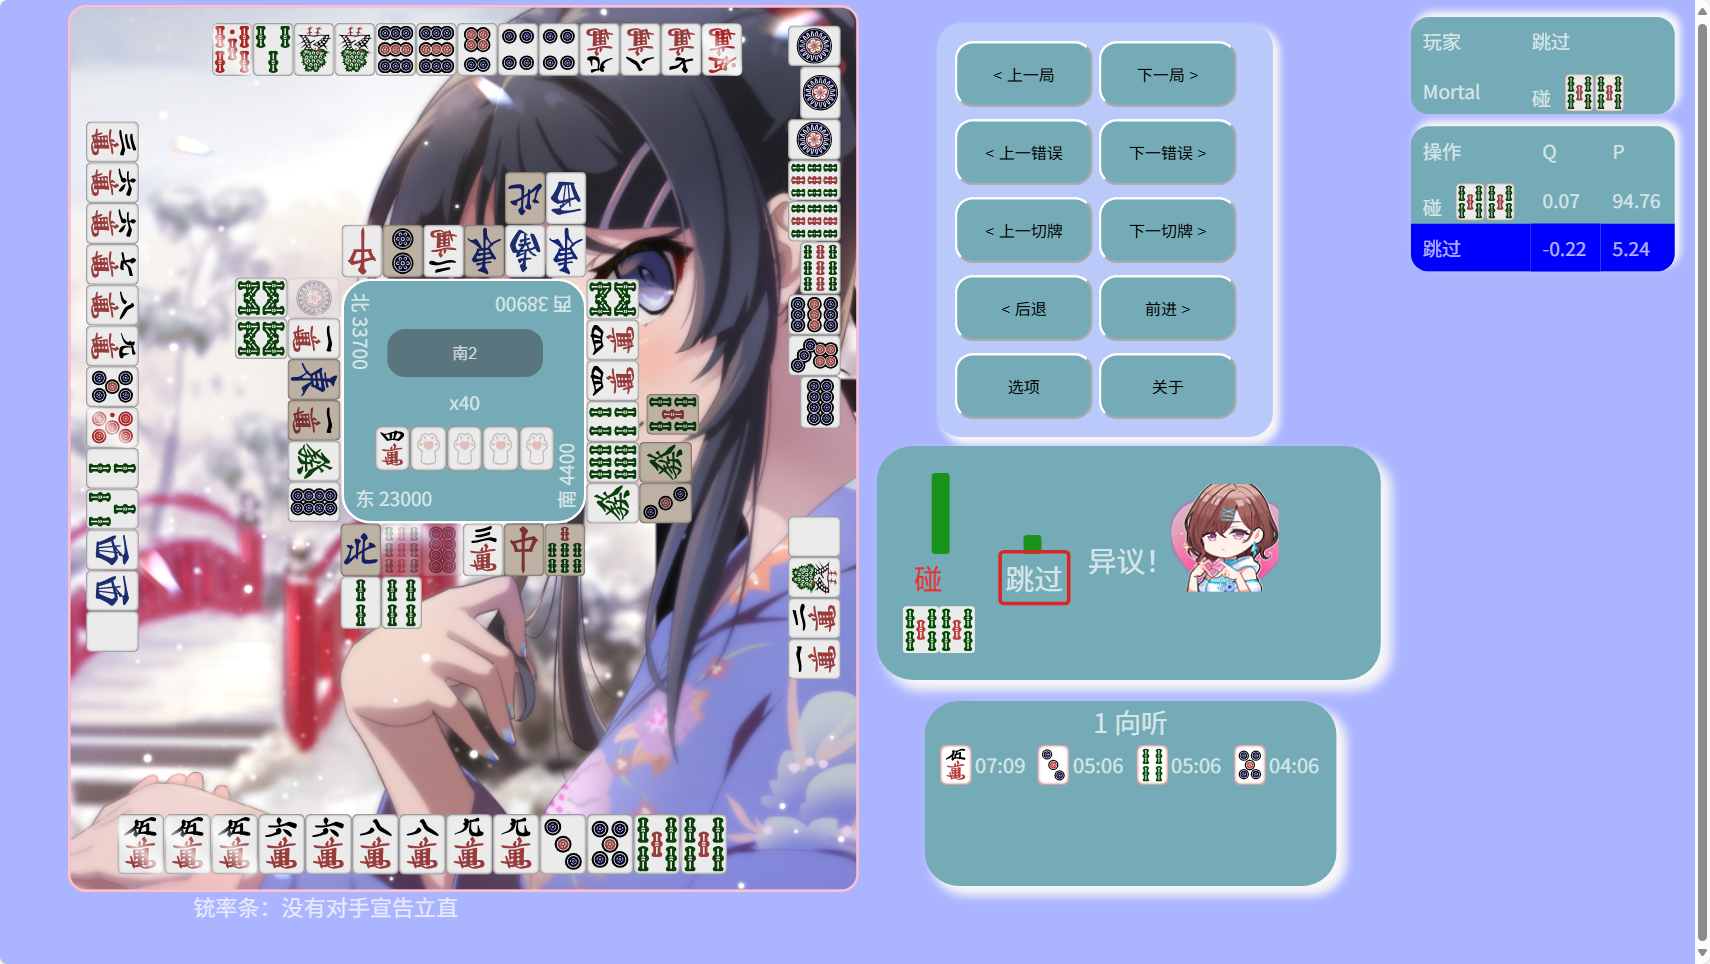 < 上一局
下一局 >
< 上一错误
下一错误 >
< 上一切牌
下一切牌 >
< 后退
前进 >
选项
关于
玩家 跳过
Mortal 碰
操作 Q P
碰 0.07 94.76
跳过 -0.22 5.24
西 38900
北 33700
南2
x40
南 4400
东 23000
碰
跳过
异议!
1 向听
07:09 05:06 05:06 04:06
铳率条：没有对手宣告立直